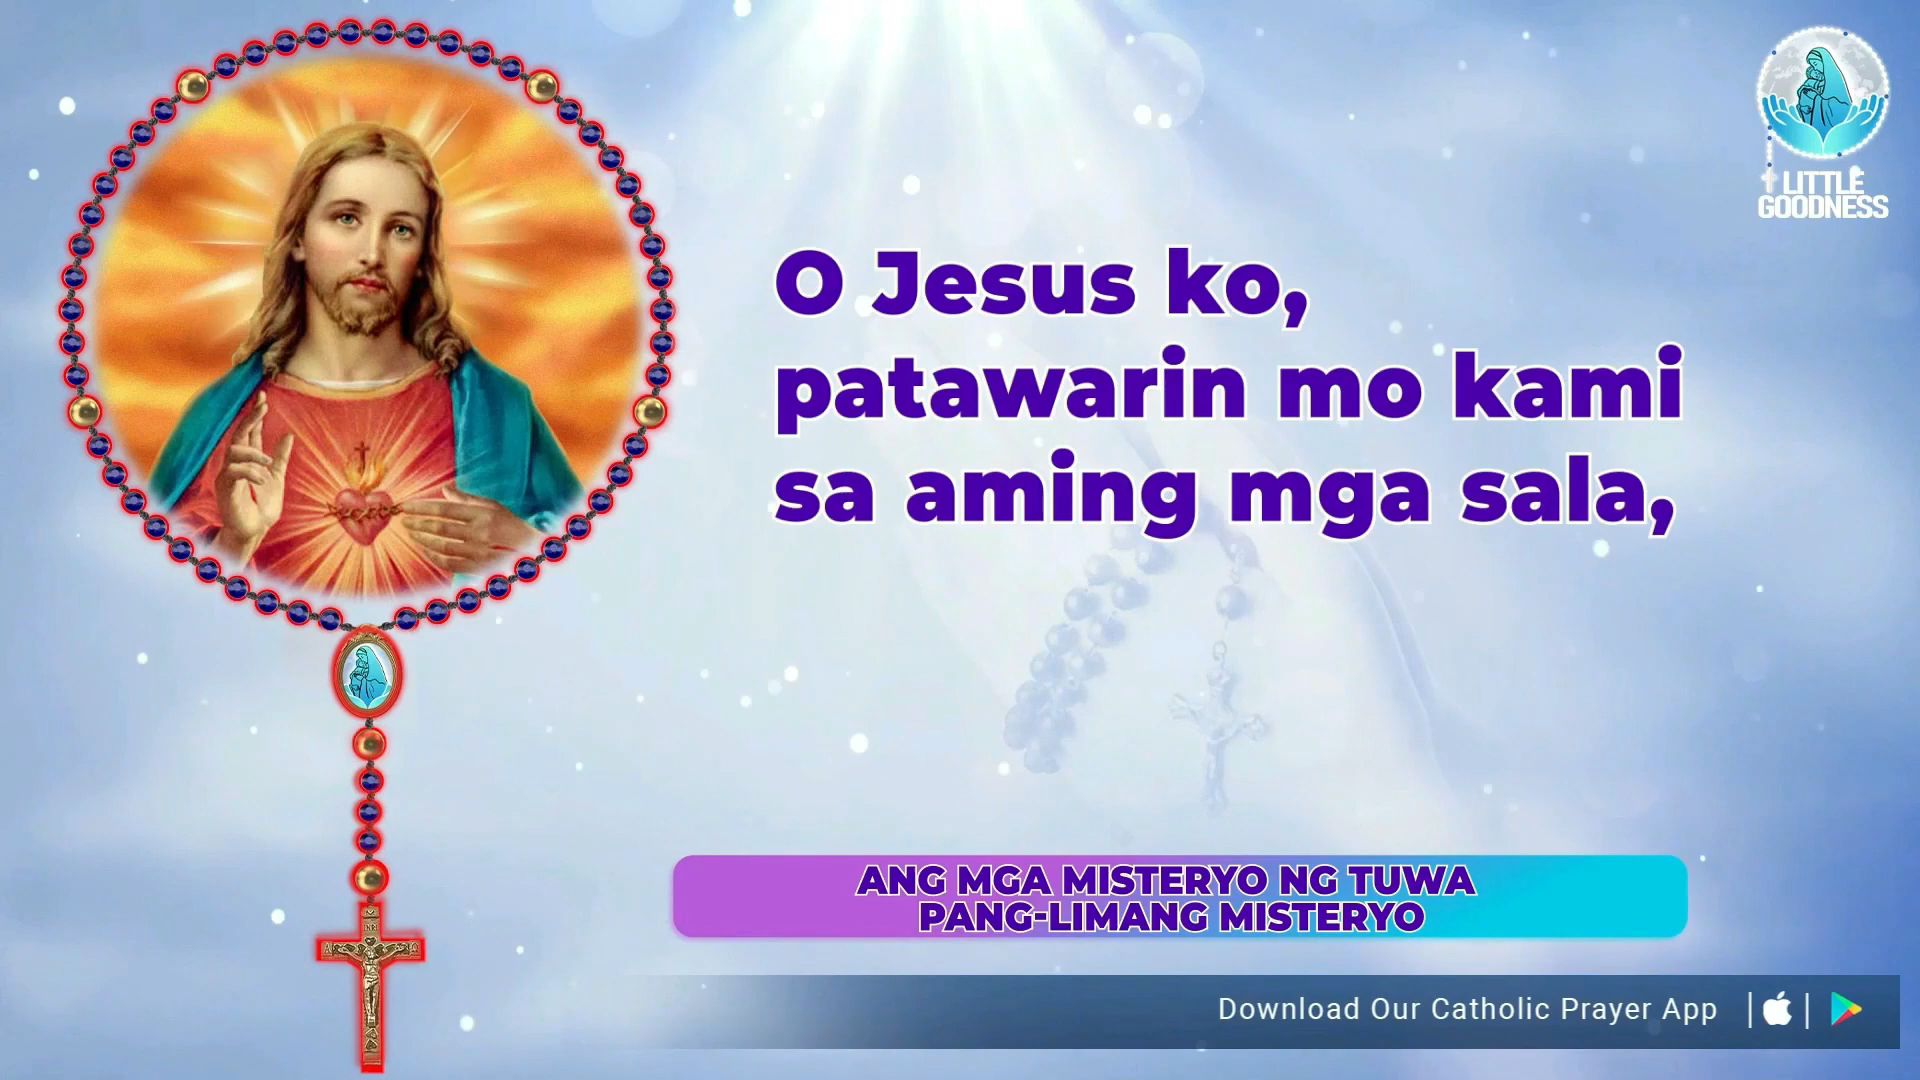 LITTLE
GOODNESS
O Jesus ko,
patawarin mo kami
sa aming mga sala,
ANG MGA MISTERYO NG TUWA
PANG-LIMANG MISTERYO
Download Our Catholic Prayer App
INRI